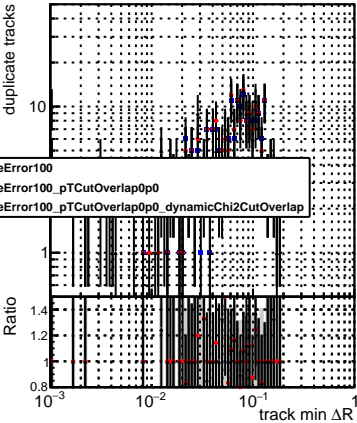 duplicate tracks
10
eError100
eError100_pTCutOverlap0p0
eError100_pTCutOverlap0p0_dynamicChi2CutOverlap
1
Ratio
1.4
1.2
1
0.8
10−3
10−2
10−1
1
track min ΔR